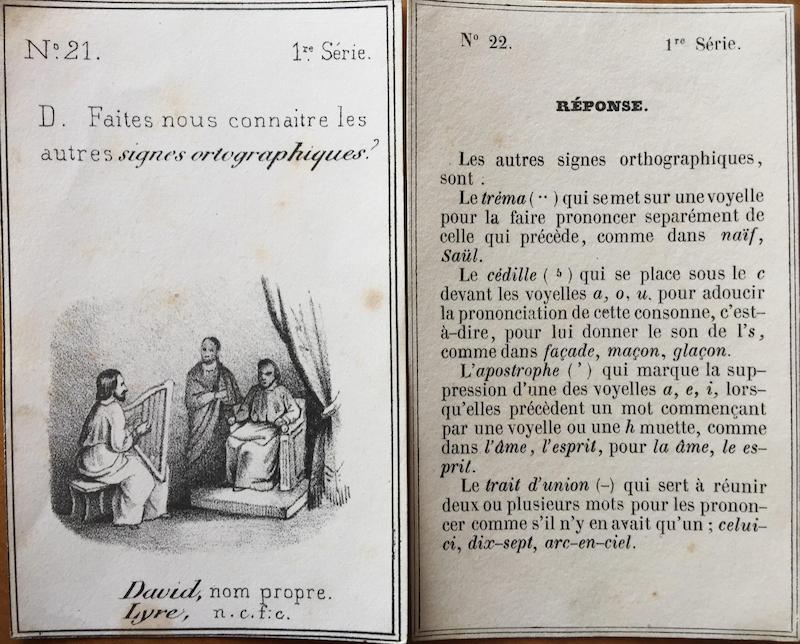 Nº 21. 1re Série.
D. Faites nous connaitre les
autres signes ortographiques?
David, nom propre.
Lyre, n.c.f.c.
Nº 22. 1re Série.
RÉPONSE.
Les autres signes orthographiques,
sont .
Le tréma (··) qui se met sur une voyelle
pour la faire prononcer separément de
celle qui précède, comme dans naïf,
Saül.
Le cédille ( ) qui se place sous le c
devant les voyelles a, o, u. pour adoucir
la prononciation de cette consonne, c'est-
à-dire, pour lui donner le son de l's,
comme dans façade, maçon, glaçon.
L'apostrophe (') qui marque la sup-
pression d'une des voyelles a, e, i, lors-
qu'elles précèdent un mot commençant
par une voyelle ou une h muette, comme
dans l'âme, l'esprit, pour la âme, le es-
prit.
Le trait d'union (-) qui sert à réunir
deux ou plusieurs mots pour les pronon-
cer comme s'il n'y en avait qu'un ; celui-
ci, dix-sept, arc-en-ciel.